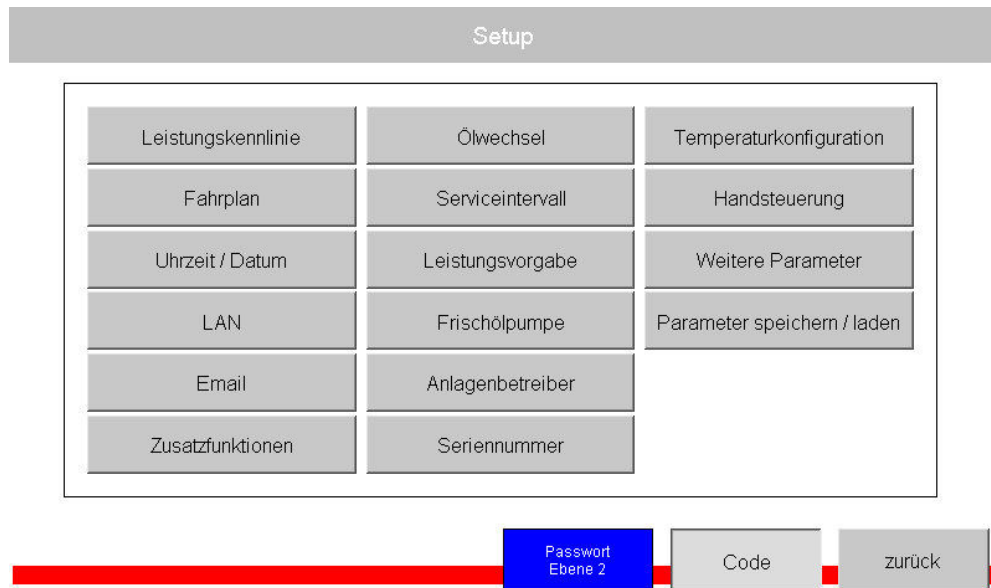 Setup
Leistungskennlinie
Ölwechsel
Temperaturkonfiguration
Fahrplan
Serviceintervall
Handsteuerung
Uhrzeit / Datum
Leistungsvorgabe
Weitere Parameter
LAN
Frischölpumpe
Parameter speichern / laden
Email
Anlagenbetreiber
Zusatzfunktionen
Seriennummer
Passwort
Ebene 2
Code
zurück